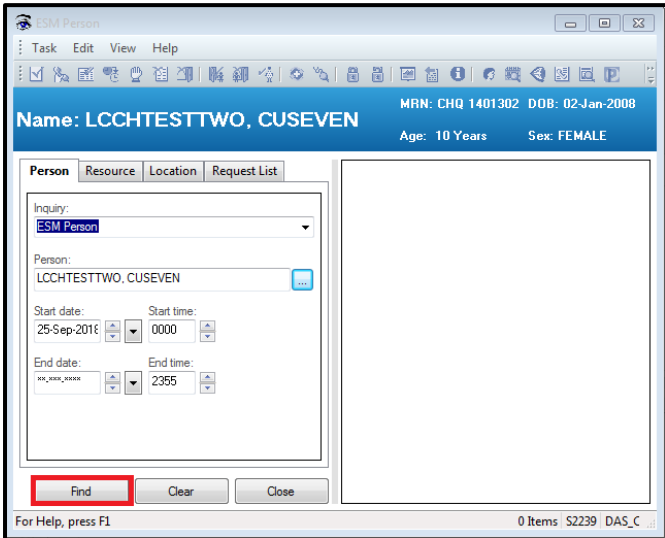 ESM Person
Task Edit View Help
MRN: CHQ 1401302 DOB: 02-Jan-2008
Name: LCCHTESTTWO, CUSEVEN
Age: 10 Years Sex: FEMALE
Person Resource Location Request List
Inquiry:
ESM Person
Person:
LCCHTESTTWO, CUSEVEN
...
Start date: Start time:
25-Sep-2018 0000
End date: End time:
**-***-**** 2355
Find Clear Close
For Help, press F1 0 Items S2239 DAS_C